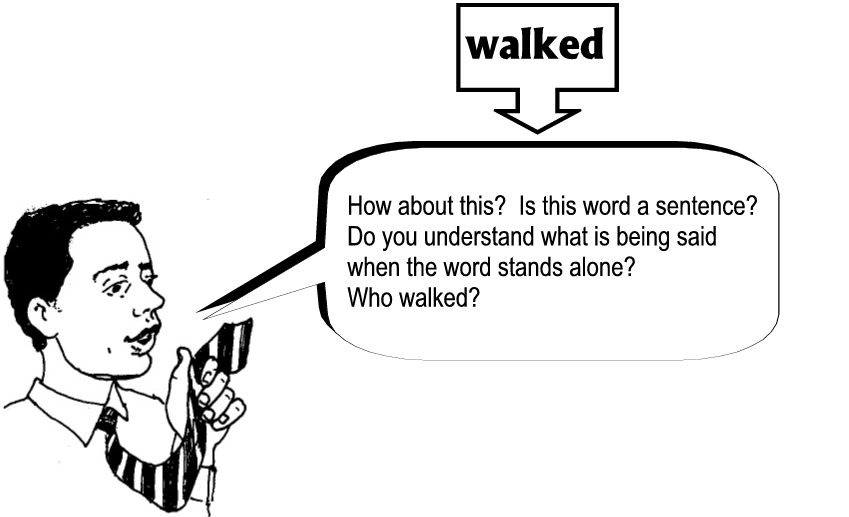 walked
How about this?  Is this word a sentence?
Do you understand what is being said
when the word stands alone?
Who walked?